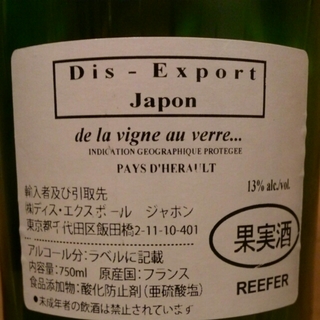 Dis - Export
Japon
de la vigne au verre...
INDICATION GEOGRAPHIQUE PROTEGEE
PAYS D'HERAULT
13% alc./vol.
輸入者及び引取先
㈱ディス・エクスポール ジャポン
東京都千代田区飯田橋2-11-10-401
アルコール分:ラベルに記載
内容量:750ml 原産国:フランス
食品添加物:酸化防止剤(亜硫酸塩)
●未成年者の飲酒は禁じられています
果実酒
REEFER